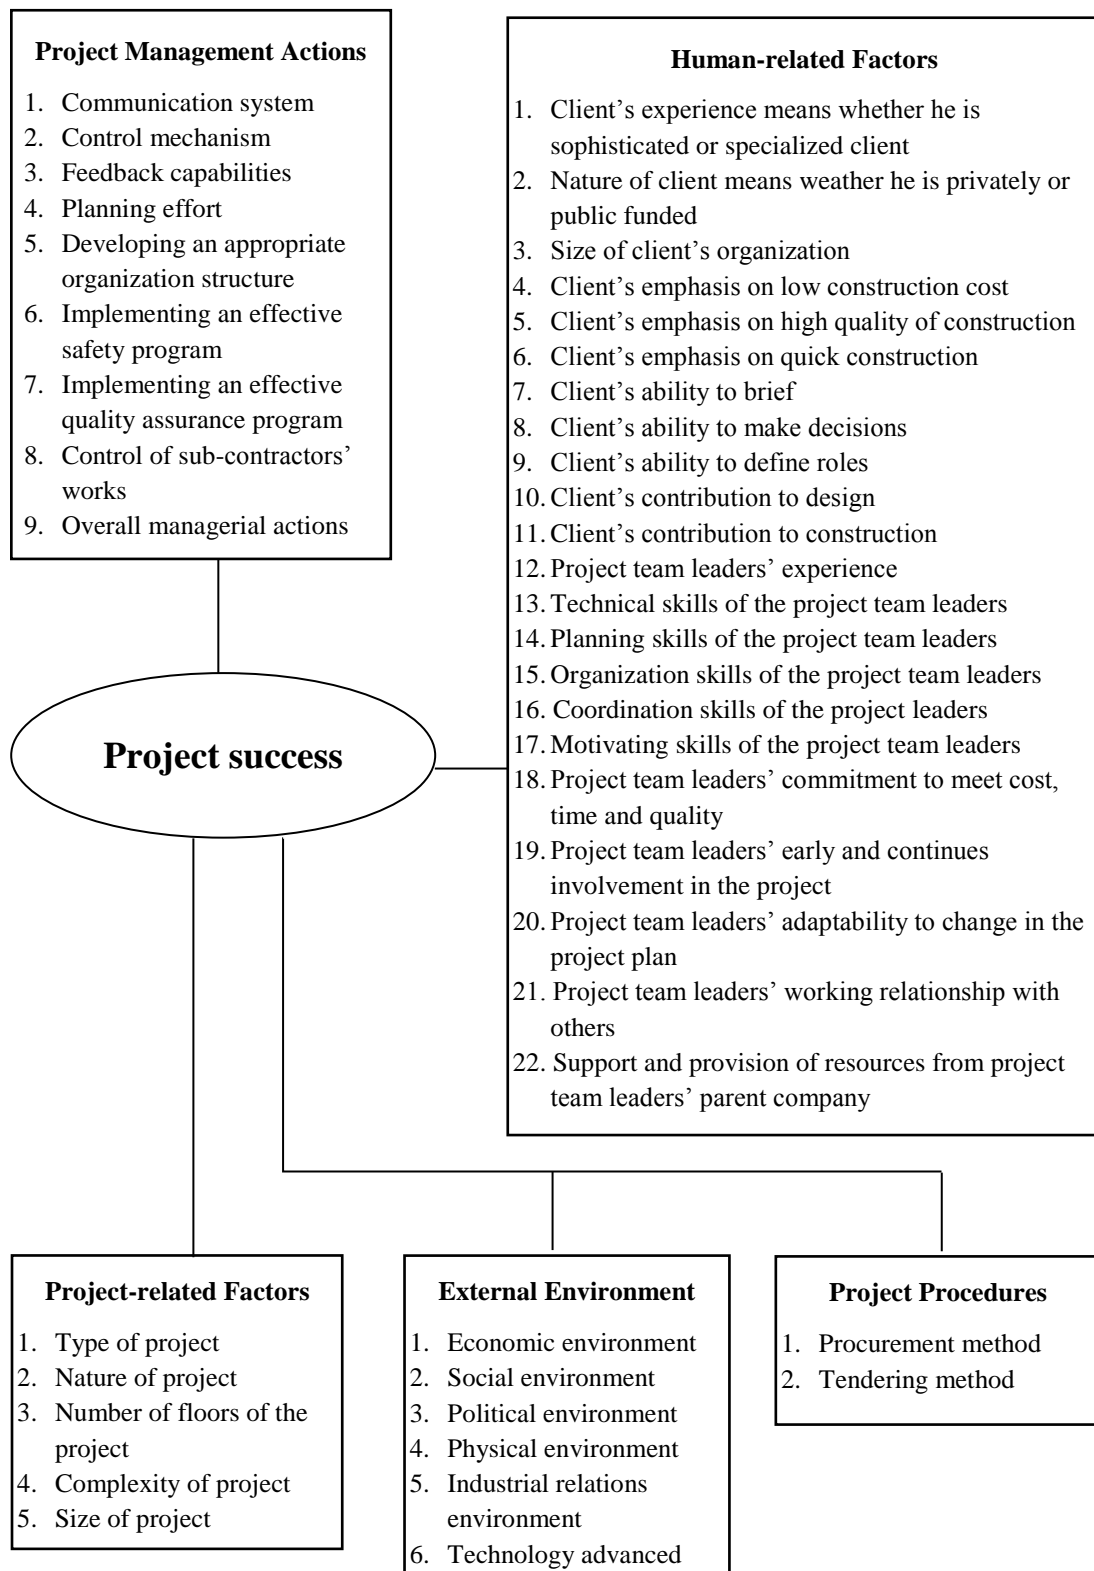 Project Management Actions
1. Communication system
2. Control mechanism
3. Feedback capabilities
4. Planning effort
5. Developing an appropriate
organization structure
6. Implementing an effective
safety program
7. Implementing an effective
quality assurance program
8. Control of sub-contractors’
works
9. Overall managerial actions
Human-related Factors
1. Client’s experience means whether he is
sophisticated or specialized client
2. Nature of client means weather he is privately or
public funded
3. Size of client’s organization
4. Client’s emphasis on low construction cost
5. Client’s emphasis on high quality of construction
6. Client’s emphasis on quick construction
7. Client’s ability to brief
8. Client’s ability to make decisions
9. Client’s ability to define roles
10. Client’s contribution to design
11. Client’s contribution to construction
12. Project team leaders’ experience
13. Technical skills of the project team leaders
14. Planning skills of the project team leaders
15. Organization skills of the project team leaders
16. Coordination skills of the project leaders
17. Motivating skills of the project team leaders
18. Project team leaders’ commitment to meet cost,
time and quality
19. Project team leaders’ early and continues
involvement in the project
20. Project team leaders’ adaptability to change in the
project plan
21. Project team leaders’ working relationship with
others
22. Support and provision of resources from project
team leaders’ parent company
Project success
Project-related Factors
1. Type of project
2. Nature of project
3. Number of floors of the
project
4. Complexity of project
5. Size of project
External Environment
1. Economic environment
2. Social environment
3. Political environment
4. Physical environment
5. Industrial relations
environment
6. Technology advanced
Project Procedures
1. Procurement method
2. Tendering method